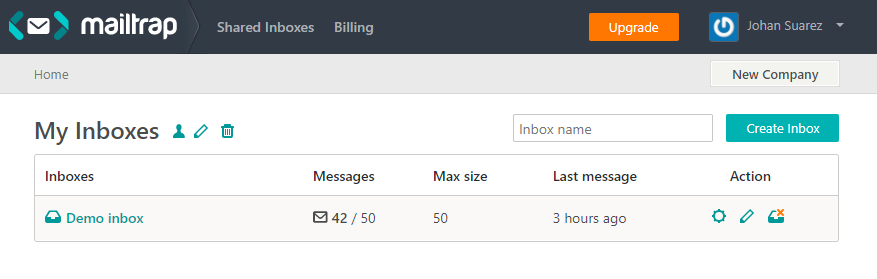 mailtrap Shared Inboxes Billing Upgrade Johan Suarez
Home New Company
My Inboxes Inbox name Create Inbox
Inboxes Messages Max size Last message Action
Demo inbox 42 / 50 50 3 hours ago